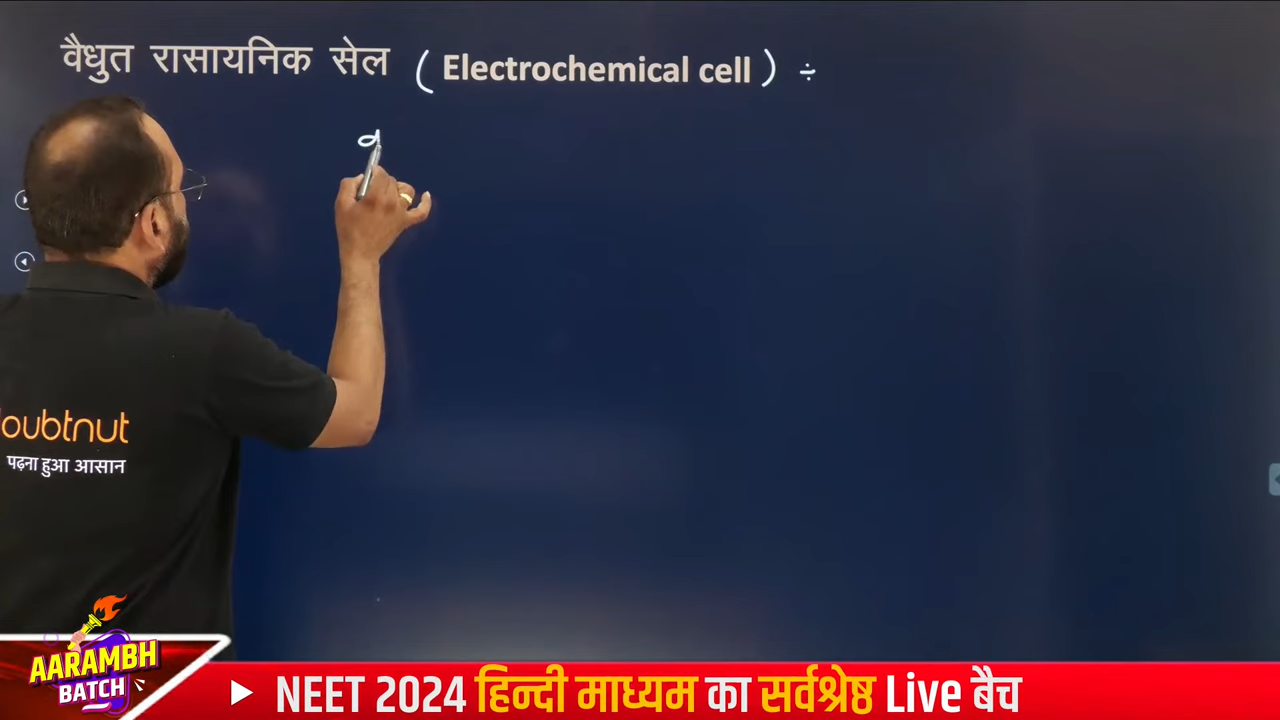 वैधुत रासायनिक सेल ( Electrochemical cell ) ÷
oubtnut
पढ़ना हुआ आसान
AARAMBH
BATCH
NEET 2024 हिन्दी माध्यम का सर्वश्रेष्ठ Live बैच